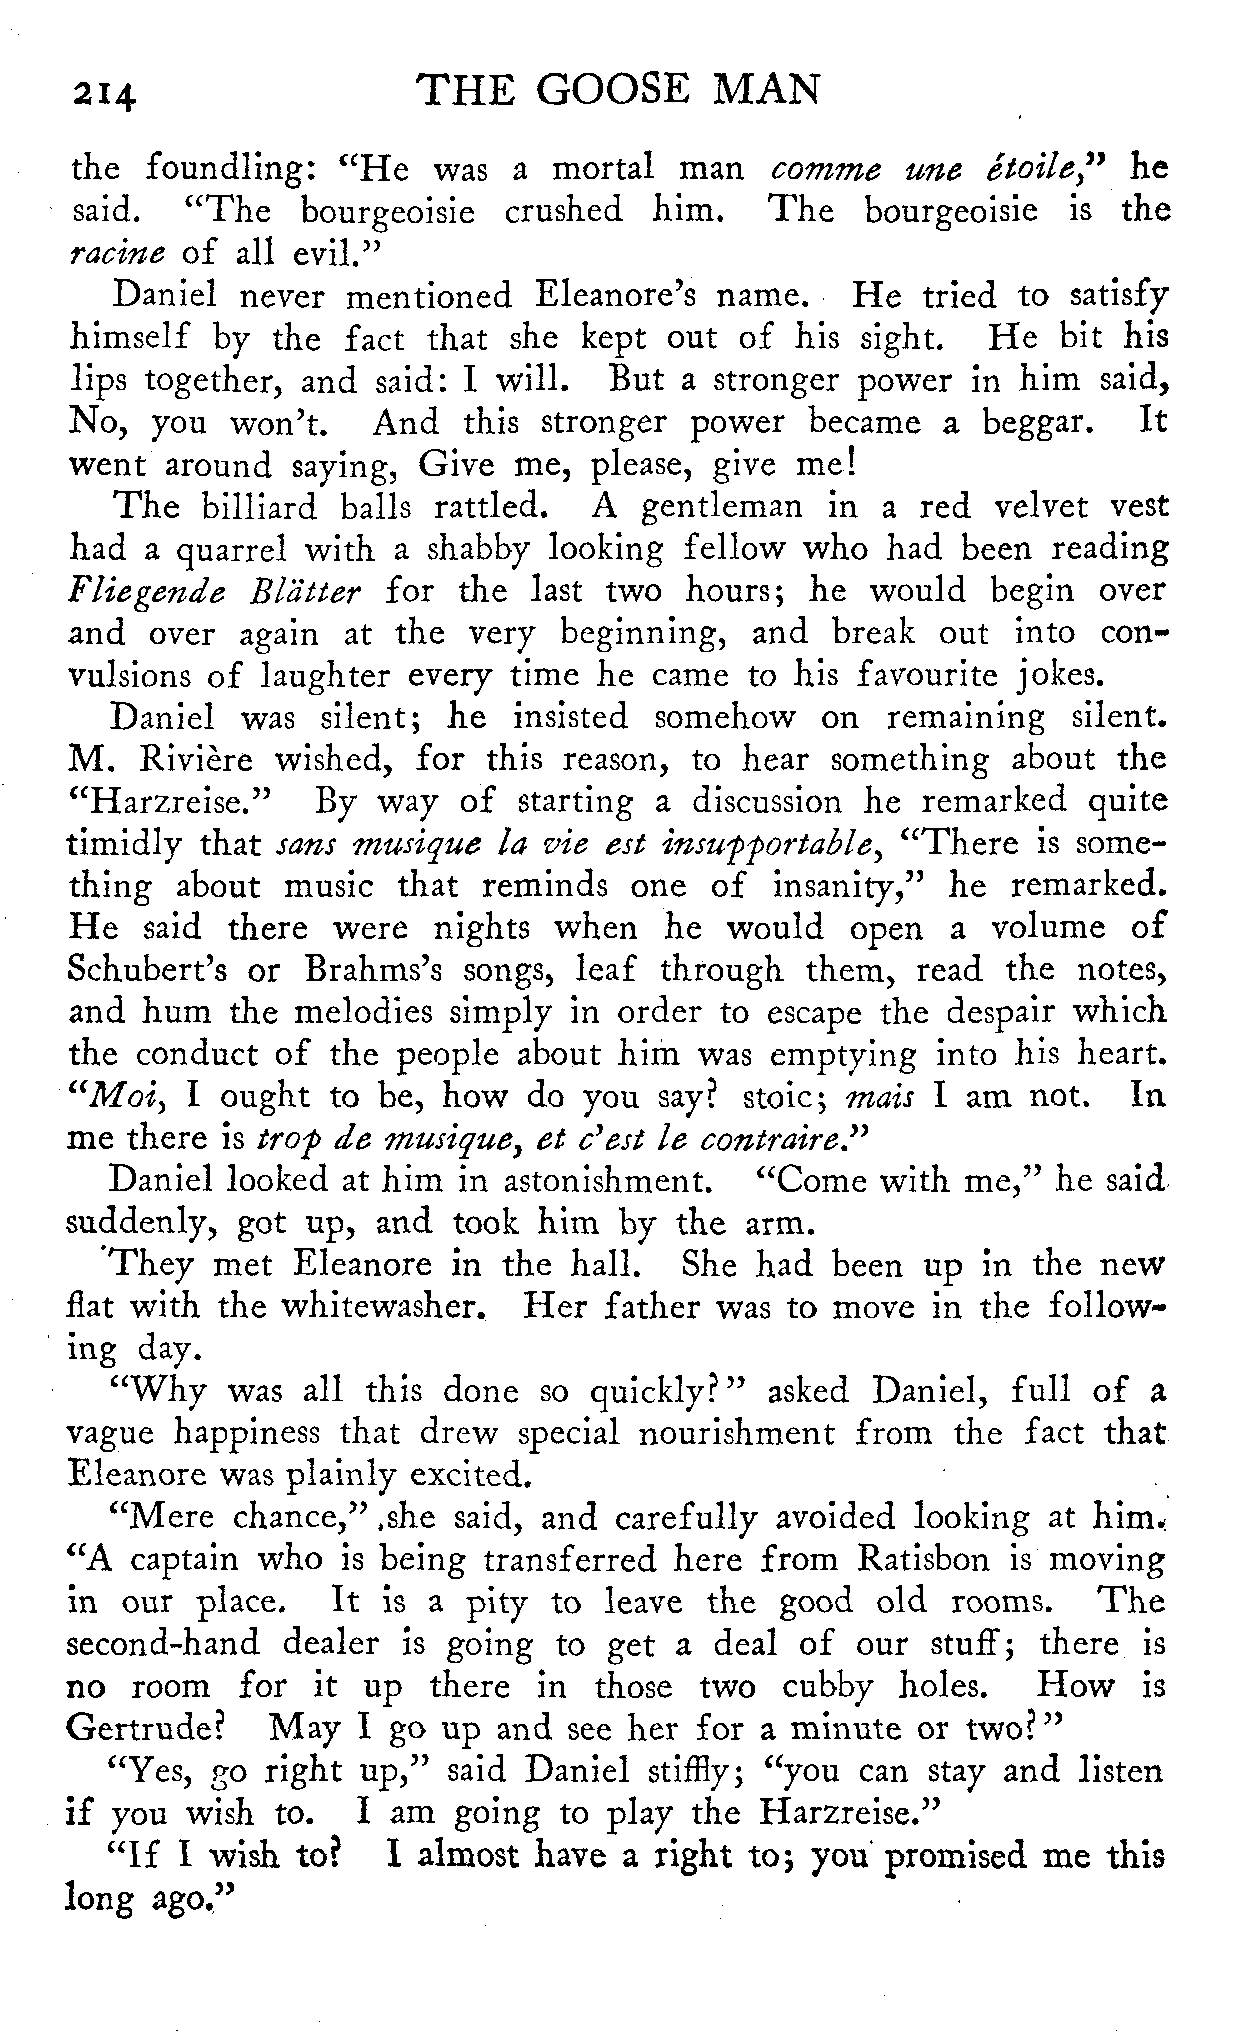 214 THE GOOSE MAN
the foundling: “He was a mortal man comme une étoile,” he
said. “The bourgeoisie crushed him. The bourgeoisie is the
racine of all evil.”
Daniel never mentioned Eleanore’s name. He tried to satisfy
himself by the fact that she kept out of his sight. He bit his
lips together, and said: I will. But a stronger power in him said,
No, you won’t. And this stronger power became a beggar. It
went around saying, Give me, please, give me!
The billiard balls rattled. A gentleman in a red velvet vest
had a quarrel with a shabby looking fellow who had been reading
Fliegende Blätter for the last two hours; he would begin over
and over again at the very beginning, and break out into con-
vulsions of laughter every time he came to his favourite jokes.
Daniel was silent; he insisted somehow on remaining silent.
M. Rivière wished, for this reason, to hear something about the
“Harzreise.” By way of starting a discussion he remarked quite
timidly that sans musique la vie est insupportable, “There is some-
thing about music that reminds one of insanity,” he remarked.
He said there were nights when he would open a volume of
Schubert’s or Brahms’s songs, leaf through them, read the notes,
and hum the melodies simply in order to escape the despair which
the conduct of the people about him was emptying into his heart.
“Moi, I ought to be, how do you say? stoic; mais I am not. In
me there is trop de musique, et c’est le contraire.”
Daniel looked at him in astonishment. “Come with me,” he said
suddenly, got up, and took him by the arm.
They met Eleanore in the hall. She had been up in the new
flat with the whitewasher. Her father was to move in the follow-
ing day.
“Why was all this done so quickly?” asked Daniel, full of a
vague happiness that drew special nourishment from the fact that
Eleanore was plainly excited.
“Mere chance,” she said, and carefully avoided looking at him.
“A captain who is being transferred here from Ratisbon is moving
in our place. It is a pity to leave the good old rooms. The
second-hand dealer is going to get a deal of our stuff; there is
no room for it up there in those two cubby holes. How is
Gertrude? May I go up and see her for a minute or two?”
“Yes, go right up,” said Daniel stiffly; “you can stay and listen
if you wish to. I am going to play the Harzreise.”
“If I wish to? I almost have a right to; you promised me this
long ago.”